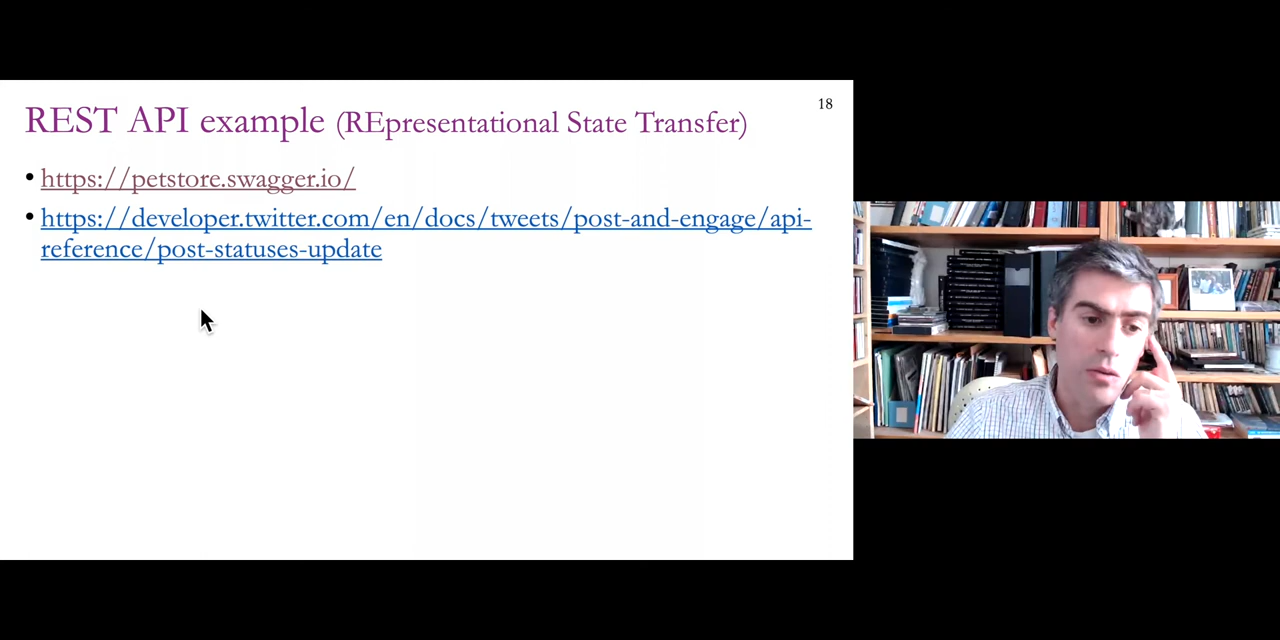 18
REST API example (REpresentational State Transfer)
• https://petstore.swagger.io/
• https://developer.twitter.com/en/docs/tweets/post-and-engage/api-
reference/post-statuses-update